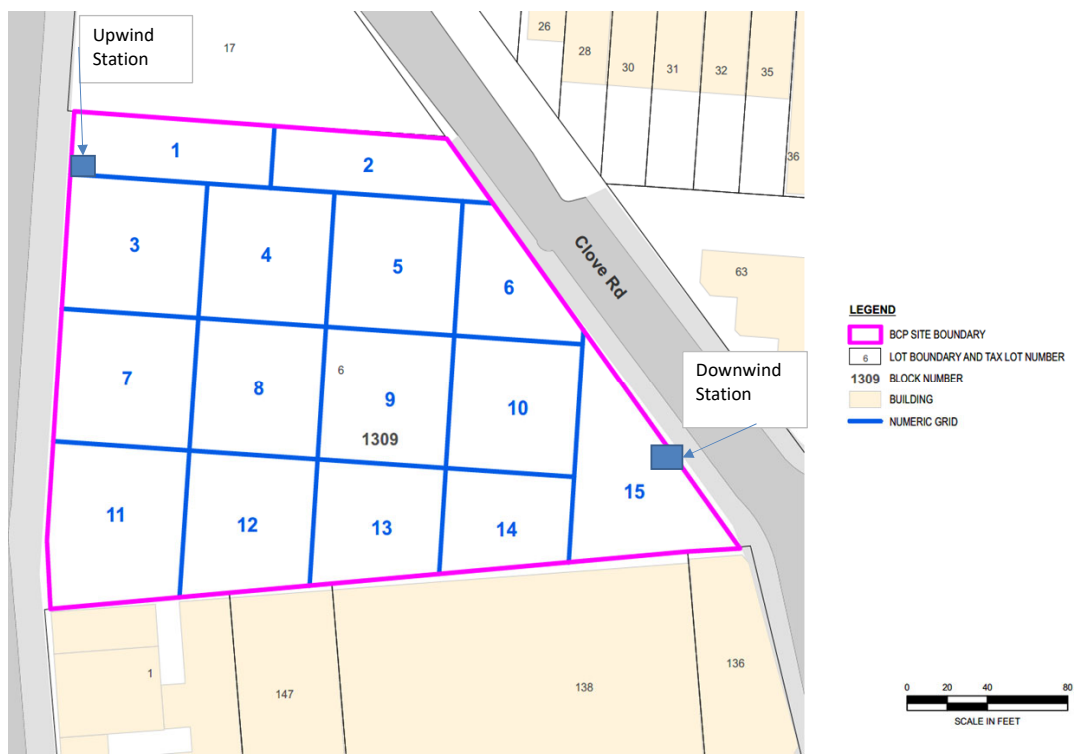 Upwind
Station
17
26
28
30
31
32
35
36
1
2
3
4
5
6
Clove Rd
63
7
8
6
9
1309
10
Downwind
Station
11
12
13
14
15
1
147
138
136
LEGEND
BCP SITE BOUNDARY
6 LOT BOUNDARY AND TAX LOT NUMBER
1309 BLOCK NUMBER
BUILDING
NUMERIC GRID
0 20 40 80
SCALE IN FEET